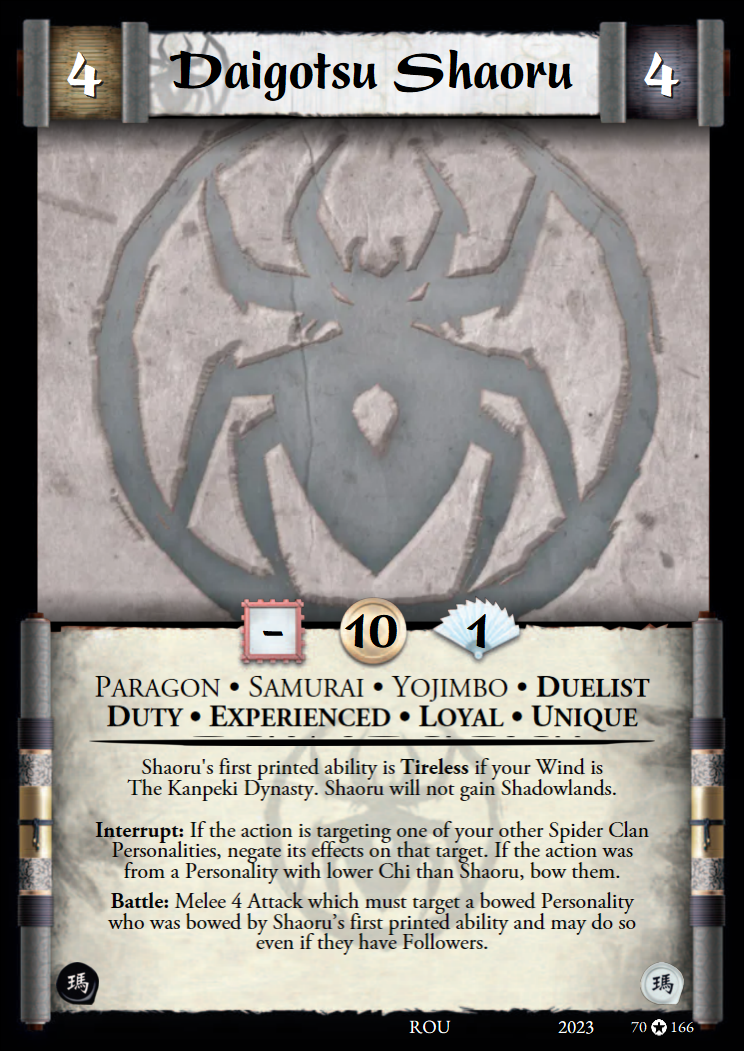 4 Daigotsu Shaoru 4
- 10 1
PARAGON • SAMURAI • YOJIMBO • DUELIST
DUTY • EXPERIENCED • LOYAL • UNIQUE
Shaoru's first printed ability is Tireless if your Wind is
The Kanpeki Dynasty. Shaoru will not gain Shadowlands.
Interrupt: If the action is targeting one of your other Spider Clan
Personalities, negate its effects on that target. If the action was
from a Personality with lower Chi than Shaoru, bow them.
Battle: Melee 4 Attack which must target a bowed Personality
who was bowed by Shaoru’s first printed ability and may do so
even if they have Followers.
瑪 瑪
ROU 2023 70 166